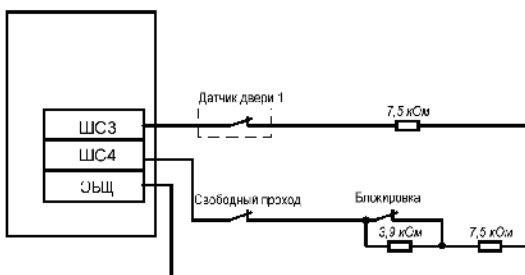 Датчик двери 1
7,5 кОм
ШС3
ШС4
ОБЩ
Свободный проход
Блокировка
3,9 кОм
7,5 кОм